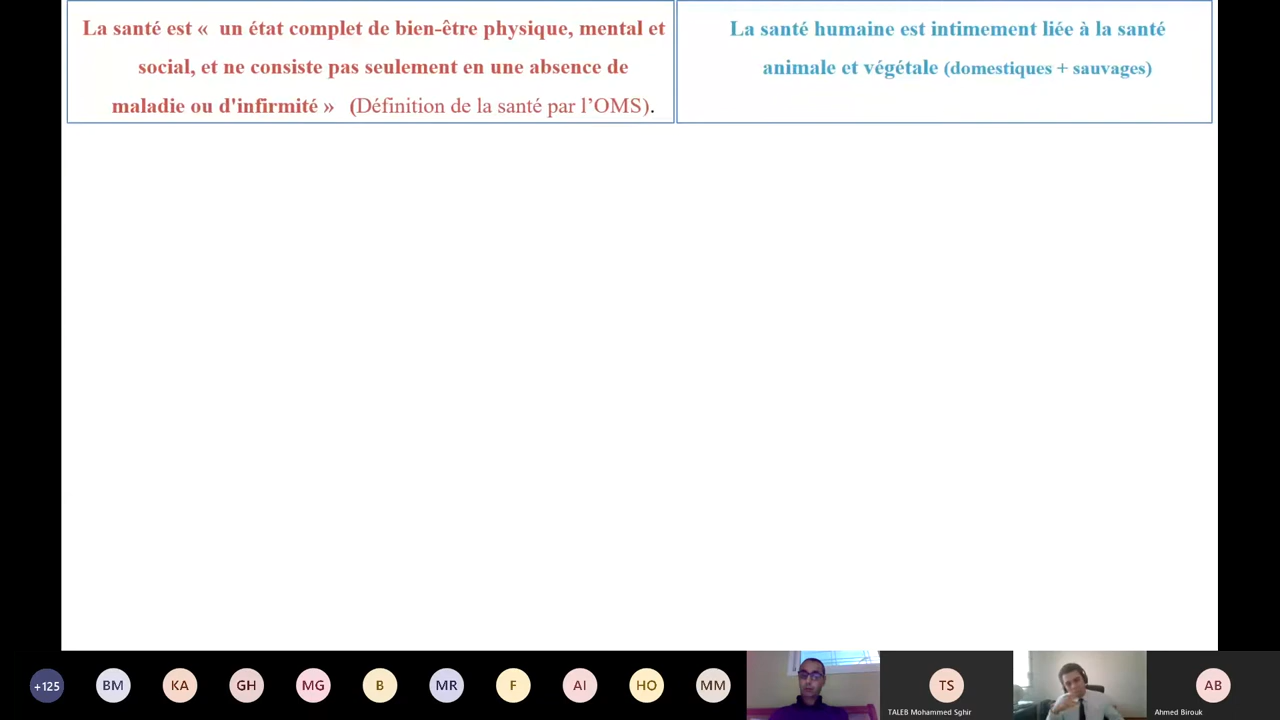 La santé est «  un état complet de bien-être physique, mental et
social, et ne consiste pas seulement en une absence de
maladie ou d'infirmité »   (Définition de la santé par l’OMS).
La santé humaine est intimement liée à la santé
animale et végétale (domestiques + sauvages)
+125
BM
KA
GH
MG
B
MR
F
AI
HO
MM
TS
TALEB Mohammed Sghir
AB
Ahmed Birouk